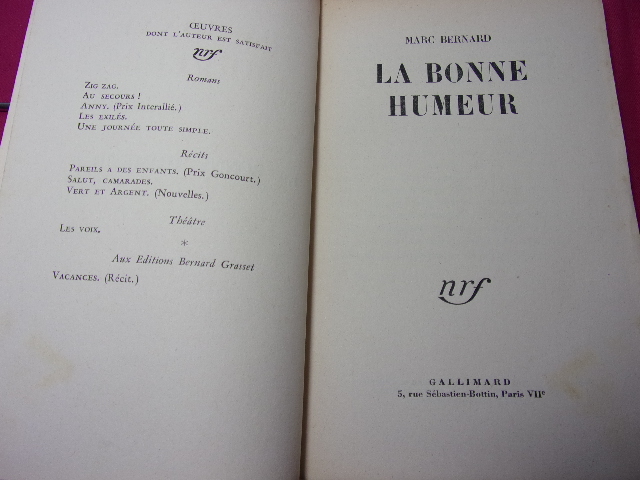 ŒUVRES
DONT L'AUTEUR EST SATISFAIT
nrf
Romans
ZIG ZAG.
AU SECOURS !
ANNY. (Prix Interallié.)
LES EXILÉS.
UNE JOURNÉE TOUTE SIMPLE.
Récits
PAREILS A DES ENFANTS. (Prix Goncourt.)
SALUT, CAMARADES.
VERT ET ARGENT. (Nouvelles.)
Théâtre
LES VOIX,
*
Aux Editions Bernard Grasset
VACANCES. (Récit.)
MARC BERNARD
LA BONNE
HUMEUR
nrf
GALLIMARD
5, rue Sébastien-Bottin, Paris VIIe